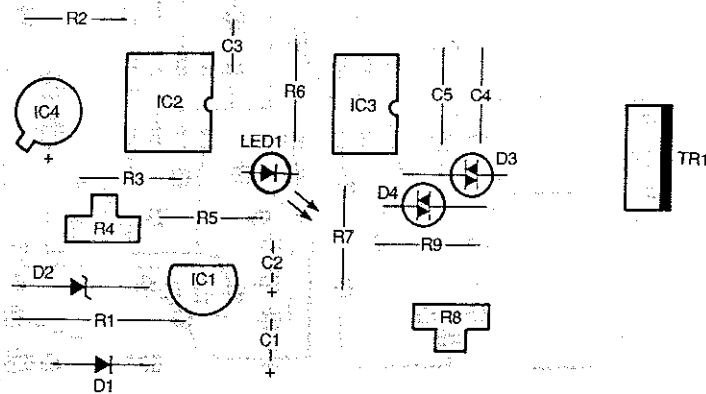 R2
C3
IC4
IC2
R6
IC3
C5
C4
LED1
D3
TR1
R3
D4
R4
R5
R7
R9
D2
IC1
C2
R1
C1
R8
D1
+
+
+